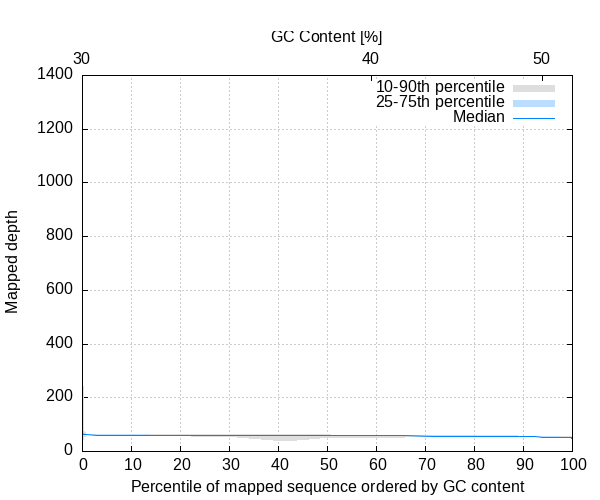 GC Content [%]
30 40 50
1400
1200
1000
800
600
400
200
0
10-90th percentile
25-75th percentile
Median
Mapped depth
0 10 20 30 40 50 60 70 80 90 100
Percentile of mapped sequence ordered by GC content